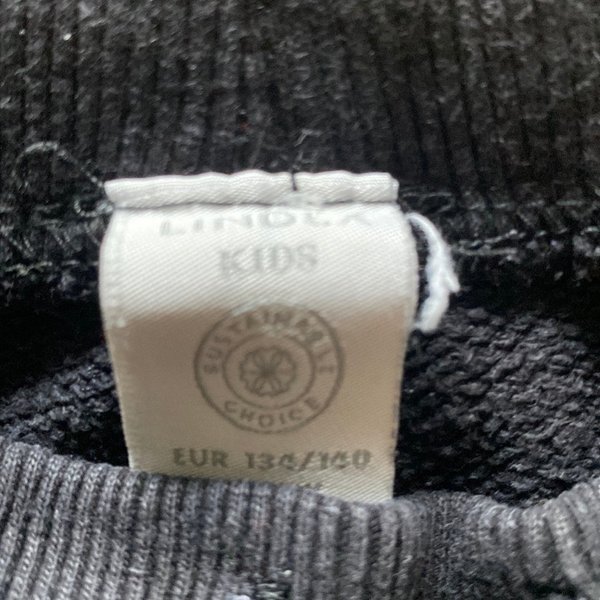 LINDEX
KIDS
SUSTAINABLE
CHOICE
EUR 134/140